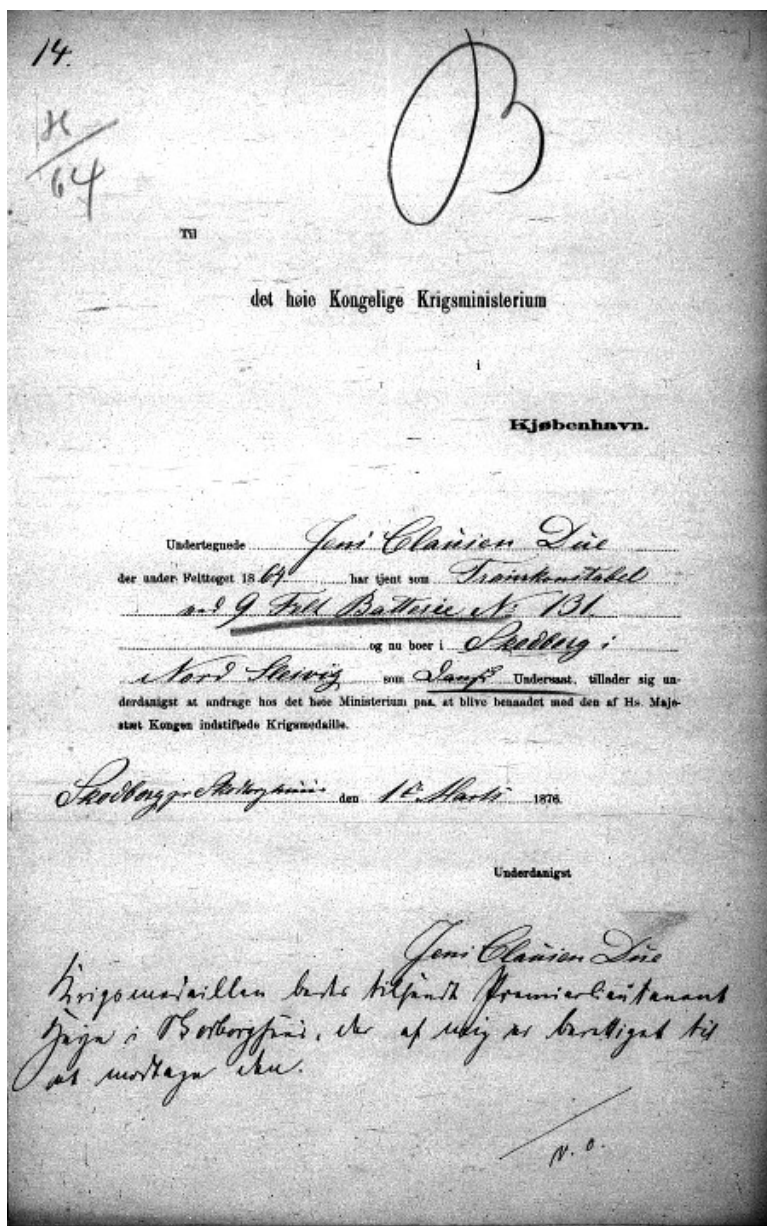 14.
B
H
64
Til
det høie Kongelige Krigsministerium
i
Kjøbenhavn.
Undertegnede Jens Clausen Due
der under Felttoget 1864 har tjent som Trainkonstabel
ved 9 Felt Batterie No 131.
og nu boer i Skodborg i
Nord Slesvig som Dansk Undersaat, tillader sig un-
derdanigst at andrage hos det høie Ministerium paa, at blive benaadet med den af Hs. Maje-
stæt Kongen indstiftede Krigsmedaille.
Skodborg pr Skodborghuus den 1t Marts 1876.
Underdanigst
Jens Clausen Due
Krigsmedaillen bedes tilsendt Premierlieutenant
i, der af mig er berettiget til
at modtage den.